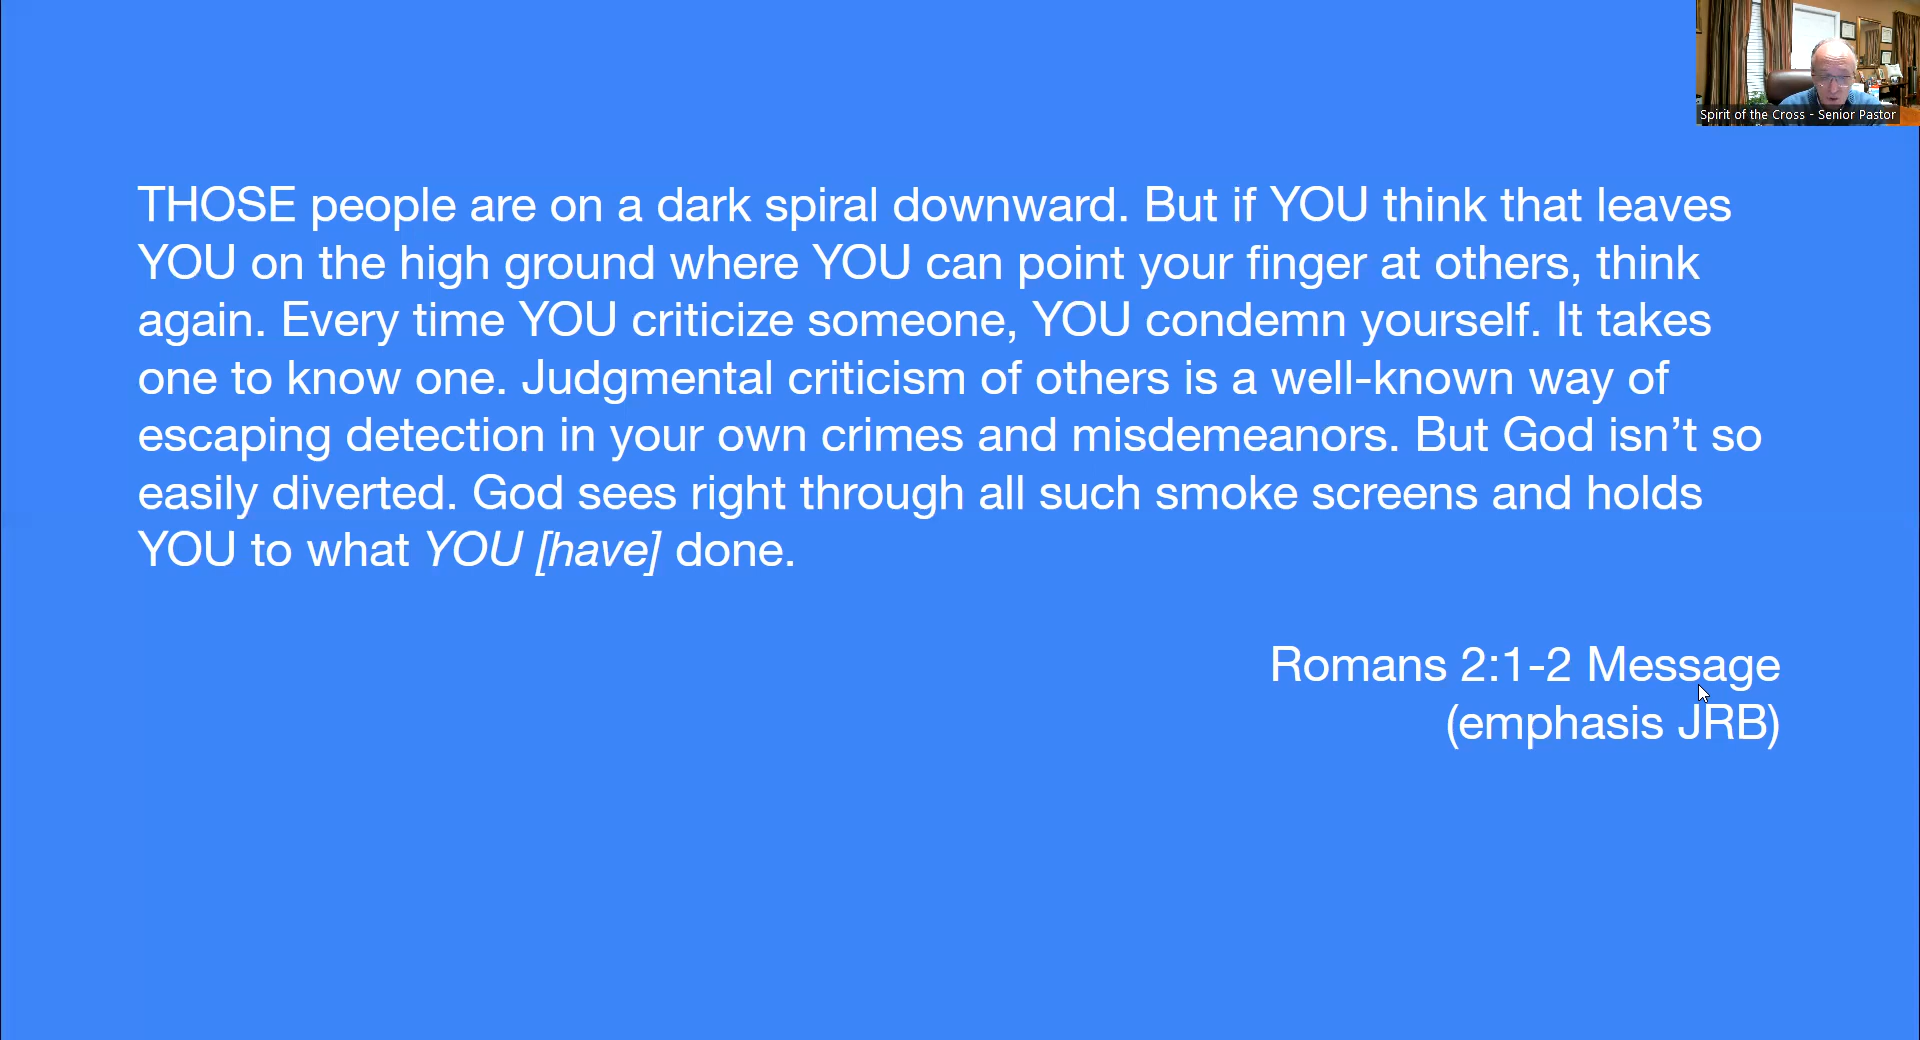 Spirit of the Cross - Senior Pastor
THOSE people are on a dark spiral downward. But if YOU think that leaves
YOU on the high ground where YOU can point your finger at others, think
again. Every time YOU criticize someone, YOU condemn yourself. It takes
one to know one. Judgmental criticism of others is a well-known way of
escaping detection in your own crimes and misdemeanors. But God isn’t so
easily diverted. God sees right through all such smoke screens and holds
YOU to what YOU [have] done.
Romans 2:1-2 Message
(emphasis JRB)